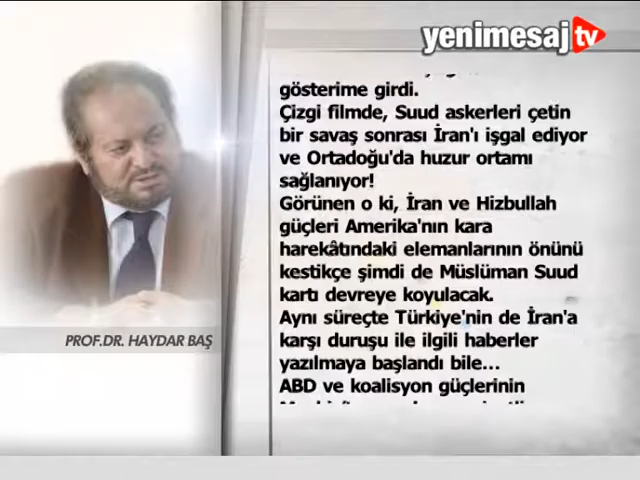 yenimesaj tv
gösterime girdi.
Çizgi filmde, Suud askerleri çetin
bir savaş sonrası İran'ı işgal ediyor
ve Ortadoğu'da huzur ortamı
sağlanıyor!
Görünen o ki, İran ve Hizbullah
güçleri Amerika'nın kara
harekâtındaki elemanlarının önünü
kestikçe şimdi de Müslüman Suud
kartı devreye koyulacak.
Aynı süreçte Türkiye'nin de İran'a
karşı duruşu ile ilgili haberler
yazılmaya başlandı bile...
ABD ve koalisyon güçlerinin
PROF.DR. HAYDAR BAŞ